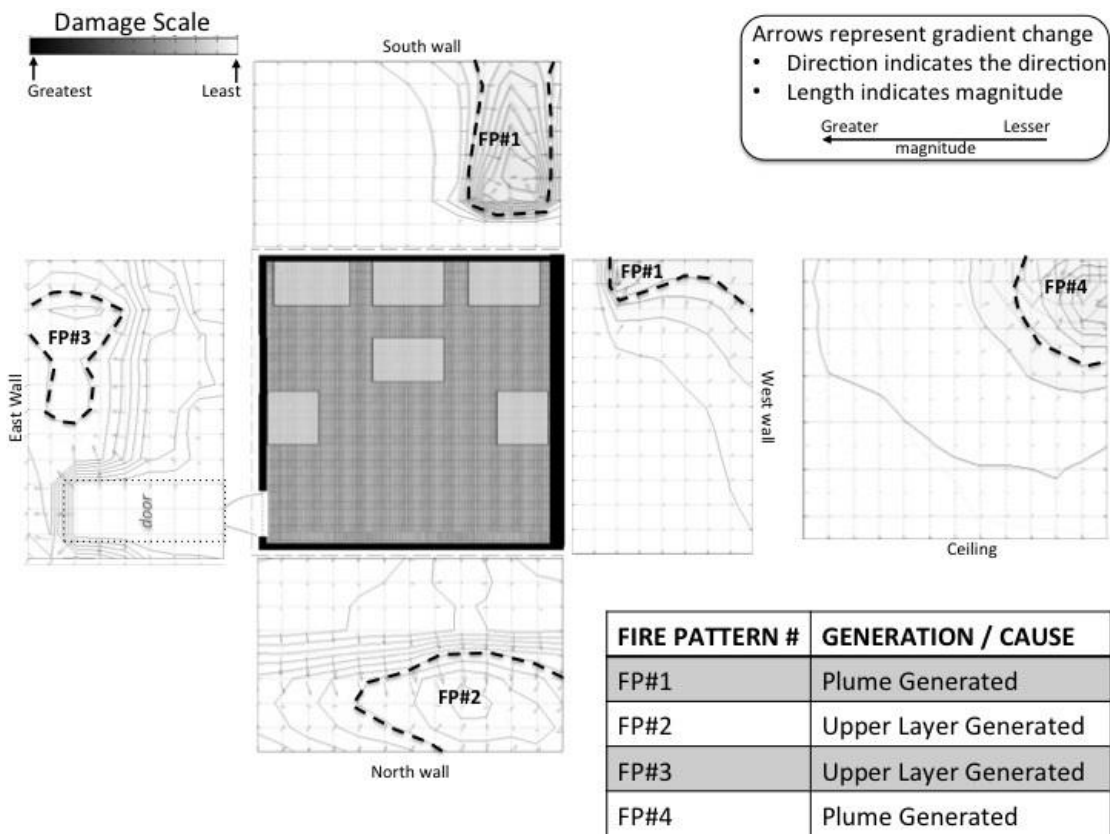 Damage Scale
Greatest
Least
South wall
Arrows represent gradient change
• Direction indicates the direction
• Length indicates magnitude
Greater
Lesser
magnitude
FP#1
East Wall
FP#3
door
FP#1
West wall
FP#4
Ceiling
FP#2
North wall
FIRE PATTERN # GENERATION / CAUSE
FP#1 Plume Generated
FP#2 Upper Layer Generated
FP#3 Upper Layer Generated
FP#4 Plume Generated